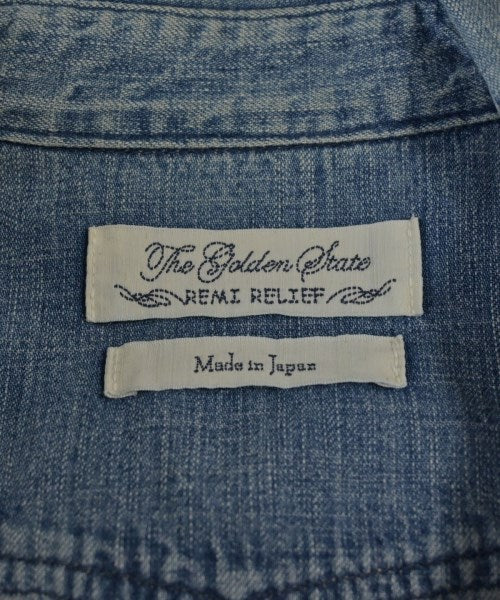 The Golden State
REMI RELIEF
Made in Japan